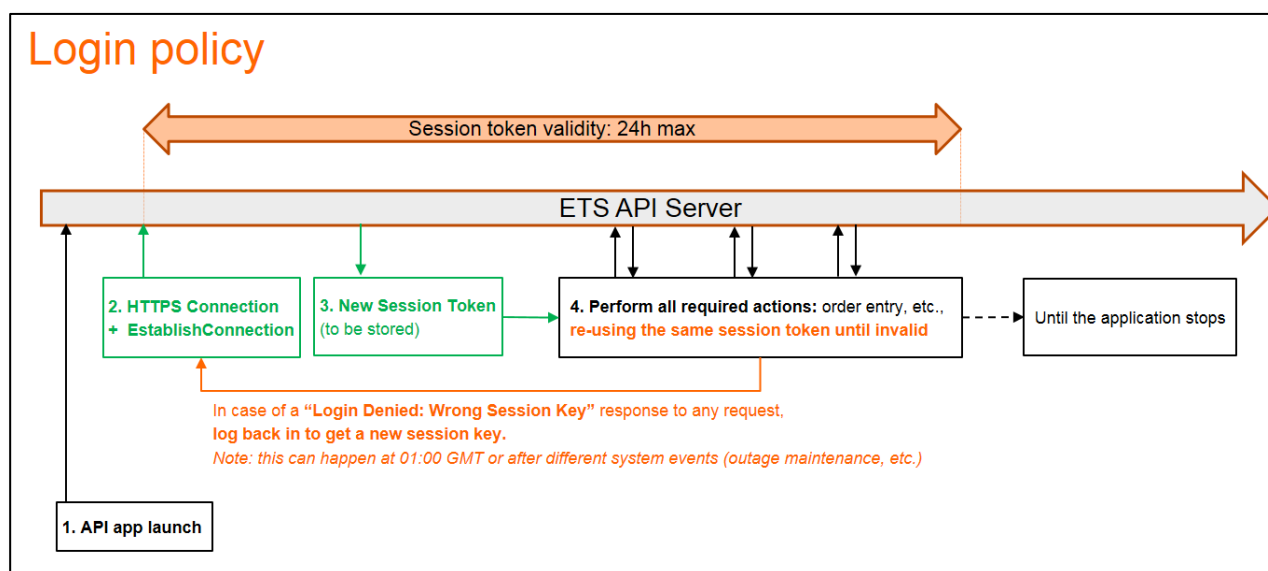 Login policy
Session token validity: 24h max
ETS API Server
2. HTTPS Connection
+ EstablishConnection
3. New Session Token
(to be stored)
4. Perform all required actions: order entry, etc.,
re-using the same session token until invalid
Until the application stops
In case of a “Login Denied: Wrong Session Key” response to any request,
log back in to get a new session key.
Note: this can happen at 01:00 GMT or after different system events (outage maintenance, etc.)
1. API app launch